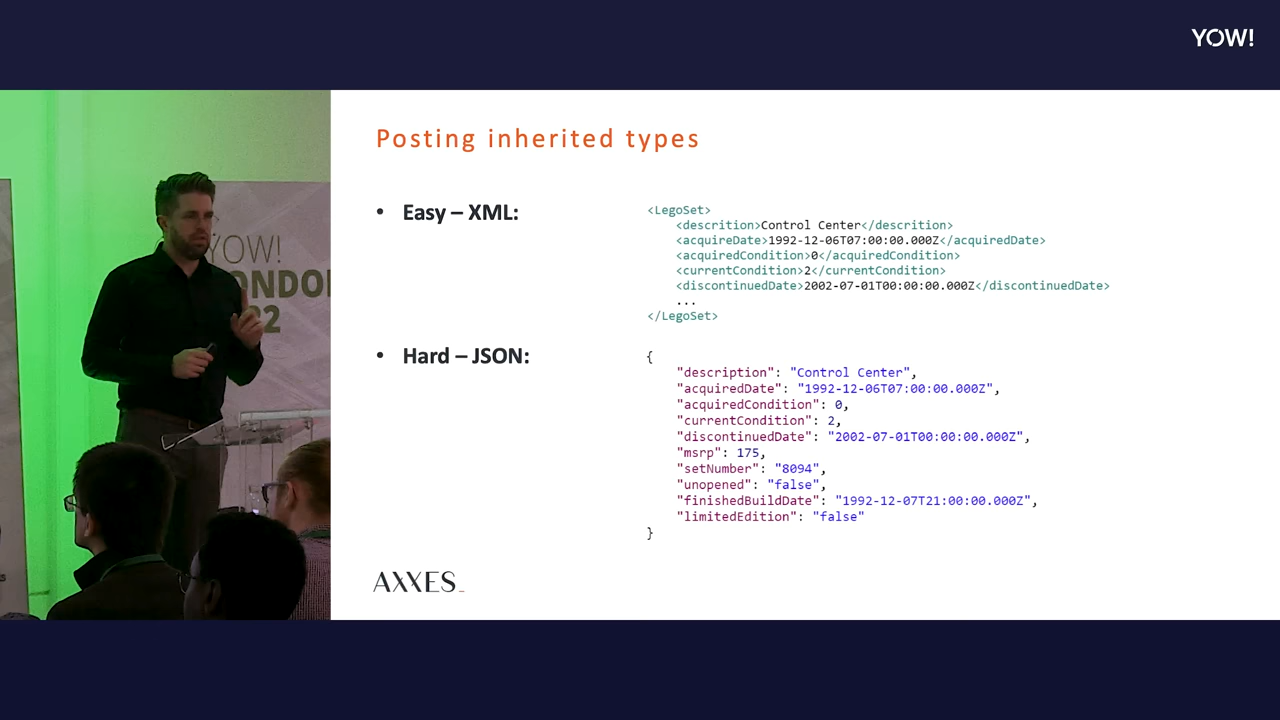 YOW!
Posting inherited types
• Easy – XML:
<LegoSet>
<descrition>Control Center</descrition>
<acquireDate>1992-12-06T07:00:00.000Z</acquiredDate>
<acquiredCondition>0</acquiredCondition>
<currentCondition>2</currentCondition>
<discontinuedDate>2002-07-01T00:00:00.000Z</discontinuedDate>
...
</LegoSet>
• Hard – JSON:
{
"description": "Control Center",
"acquiredDate": "1992-12-06T07:00:00.000Z",
"acquiredCondition": 0,
"currentCondition": 2,
"discontinuedDate": "2002-07-01T00:00:00.000Z",
"msrp": 175,
"setNumber": "8094",
"unopened": "false",
"finishedBuildDate": "1992-12-07T21:00:00.000Z",
"limitedEdition": "false"
}
AXXES_
YOW!